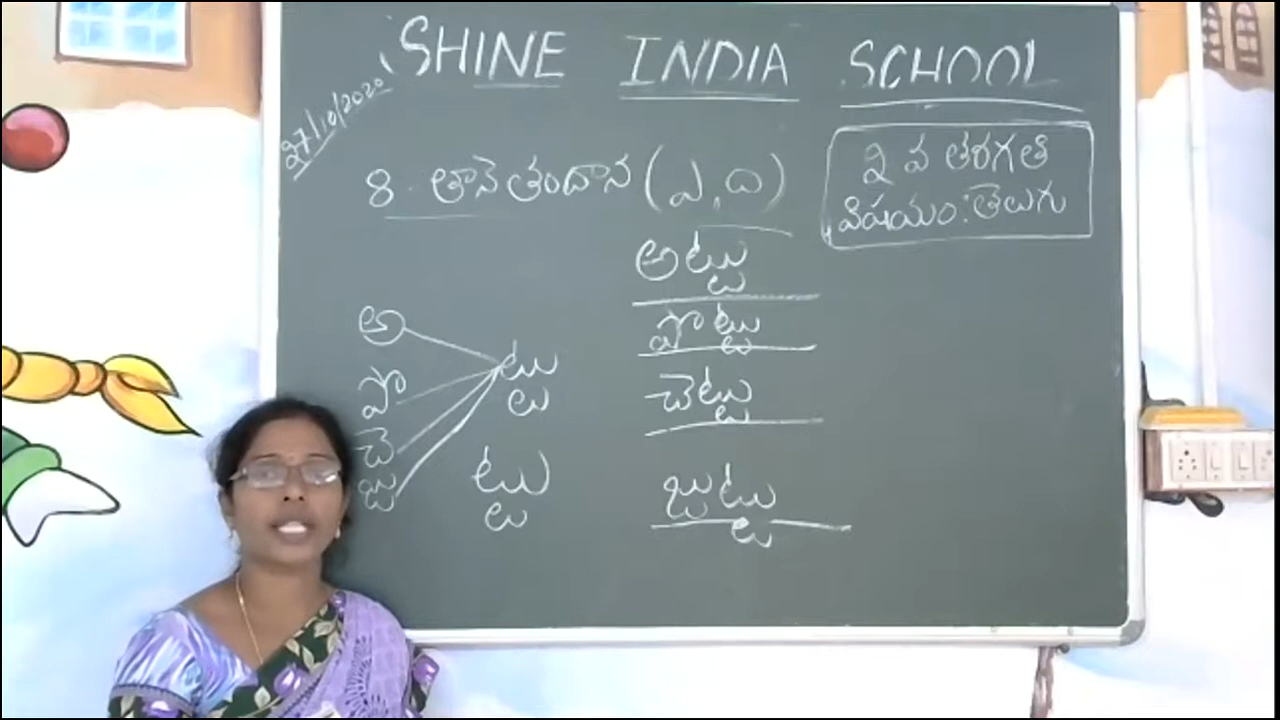 SHINE INDIA SCHOOL
27/10/2020
2 వ తరగతి
విషయం: తెలుగు
8. తానె తందాన (ఎ, ద)
అట్టు
పొట్టు
చెట్టు
జుట్టు
అ
పొ
చె
జు
ట్టు